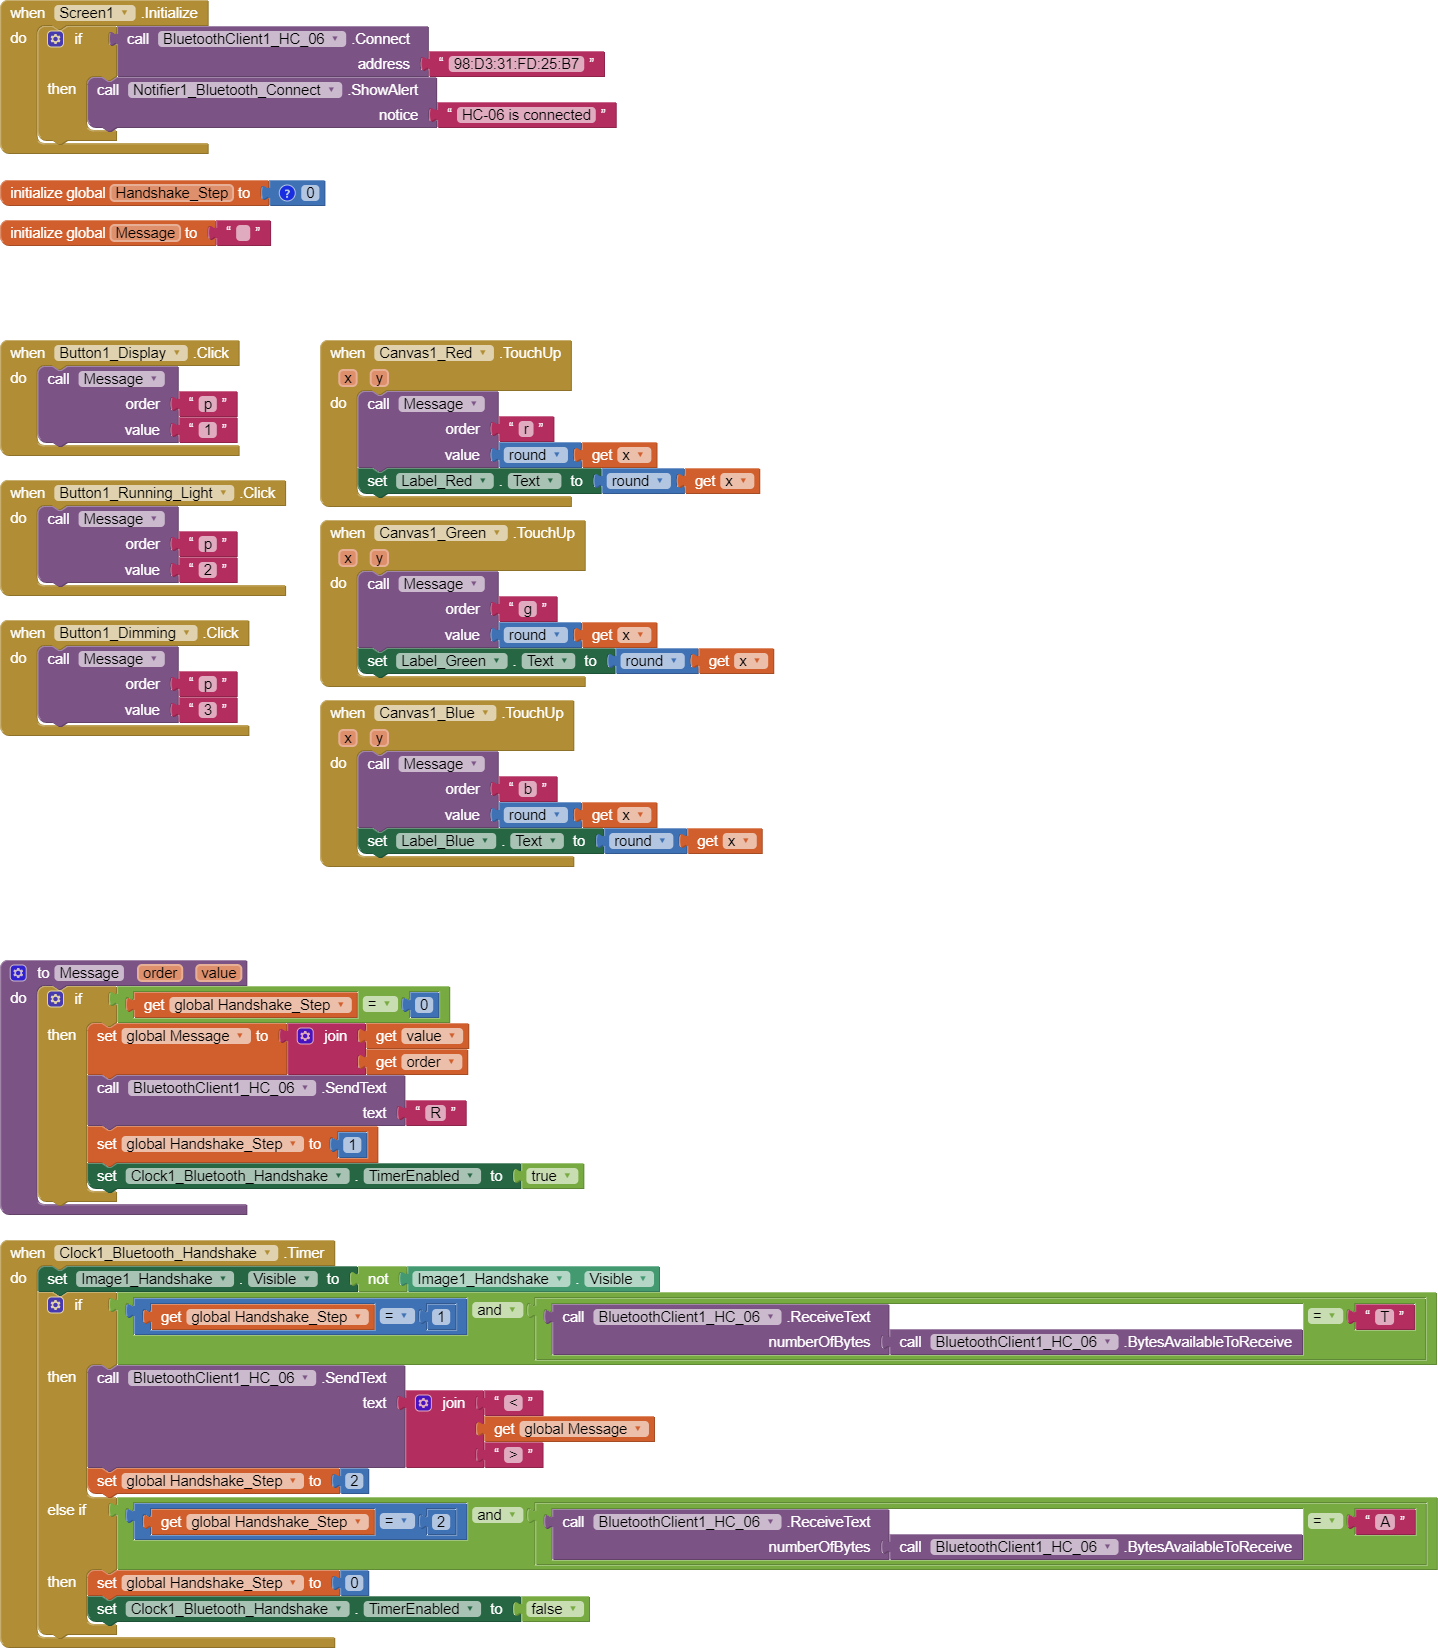 when Screen1 .Initialize
do if call BluetoothClient1_HC_06 .Connect
address " 98:D3:31:FD:25:B7 "
then call Notifier1_Bluetooth_Connect .ShowAlert
notice " HC-06 is connected "
initialize global Handshake_Step to ? 0
initialize global Message to " "
when Button1_Display .Click
do call Message
order " p "
value " 1 "
when Button1_Running_Light .Click
do call Message
order " p "
value " 2 "
when Button1_Dimming .Click
do call Message
order " p "
value " 3 "
when Canvas1_Red .TouchUp
x y
do call Message
order " r "
value round get x
set Label_Red . Text to round get x
when Canvas1_Green .TouchUp
x y
do call Message
order " g "
value round get x
set Label_Green . Text to round get x
when Canvas1_Blue .TouchUp
x y
do call Message
order " b "
value round get x
set Label_Blue . Text to round get x
to Message order value
do if get global Handshake_Step = 0
then set global Message to join get value
get order
call BluetoothClient1_HC_06 .SendText
text " R "
set global Handshake_Step to 1
set Clock1_Bluetooth_Handshake . TimerEnabled to true
when Clock1_Bluetooth_Handshake .Timer
do set Image1_Handshake . Visible to not Image1_Handshake . Visible
if get global Handshake_Step = 1 and call BluetoothClient1_HC_06 .ReceiveText = " T "
numberOfBytes call BluetoothClient1_HC_06 .BytesAvailableToReceive
then call BluetoothClient1_HC_06 .SendText
text join " < "
get global Message
" > "
set global Handshake_Step to 2
else if get global Handshake_Step = 2 and call BluetoothClient1_HC_06 .ReceiveText = " A "
numberOfBytes call BluetoothClient1_HC_06 .BytesAvailableToReceive
then set global Handshake_Step to 0
set Clock1_Bluetooth_Handshake . TimerEnabled to false